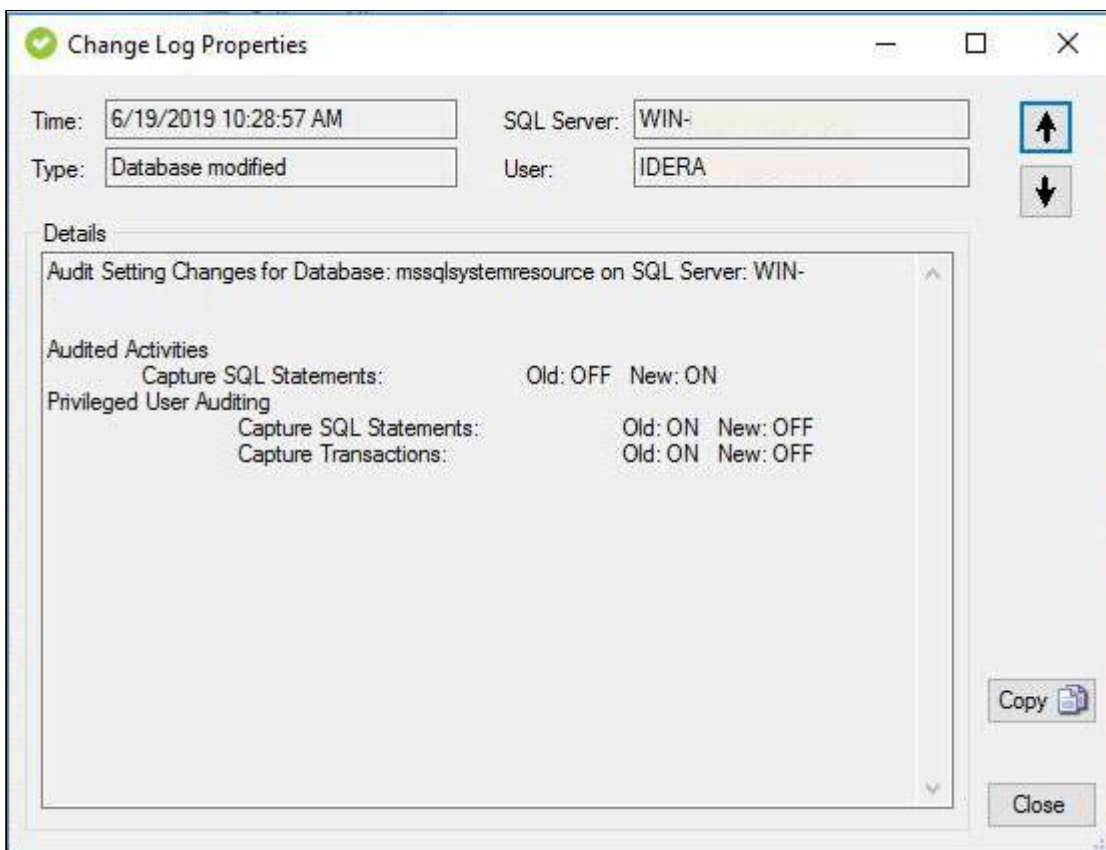 Change Log Properties
Time: 6/19/2019 10:28:57 AM SQL Server: WIN-
Type: Database modified User: IDERA
Details
Audit Setting Changes for Database: mssqlsystemresource on SQL Server: WIN-
Audited Activities
Capture SQL Statements: Old: OFF New: ON
Privileged User Auditing
Capture SQL Statements: Old: ON New: OFF
Capture Transactions: Old: ON New: OFF
Copy
Close